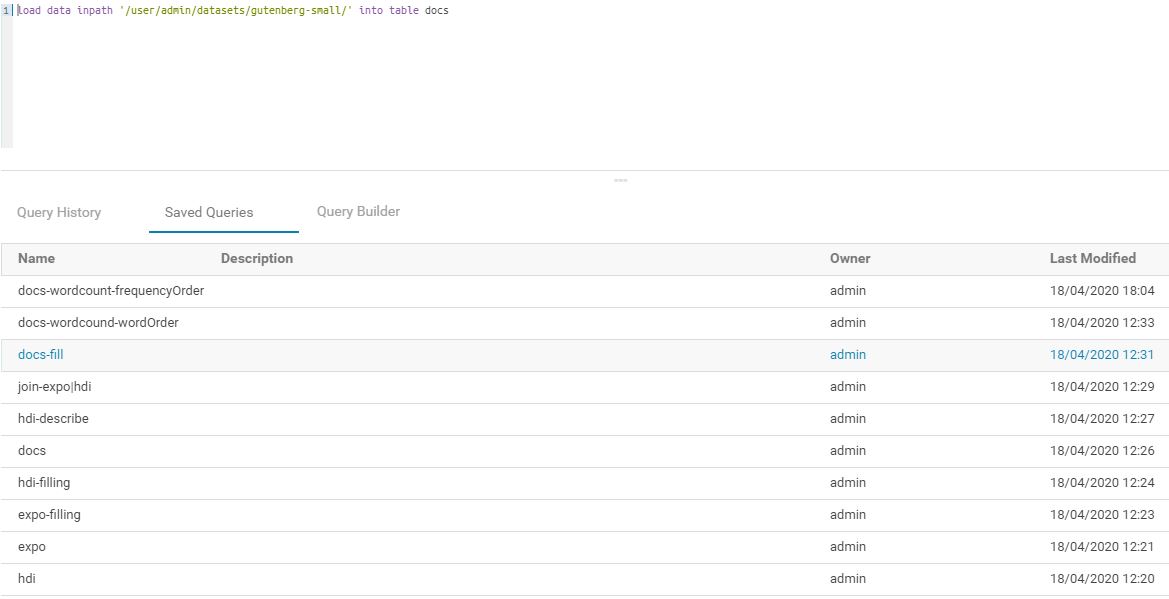 1 load data inpath '/user/admin/datasets/gutenberg-small/' into table docs
Query History Saved Queries Query Builder
Name Description Owner Last Modified
docs-wordcount-frequencyOrder admin 18/04/2020 18:04
docs-wordcound-wordOrder admin 18/04/2020 12:33
docs-fill admin 18/04/2020 12:31
join-expo|hdi admin 18/04/2020 12:29
hdi-describe admin 18/04/2020 12:27
docs admin 18/04/2020 12:26
hdi-filling admin 18/04/2020 12:24
expo-filling admin 18/04/2020 12:23
expo admin 18/04/2020 12:21
hdi admin 18/04/2020 12:20